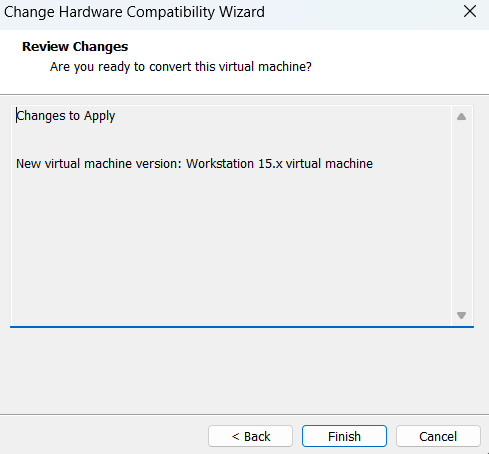 Change Hardware Compatibility Wizard
Review Changes
Are you ready to convert this virtual machine?
Changes to Apply
New virtual machine version: Workstation 15.x virtual machine
< Back
Finish
Cancel